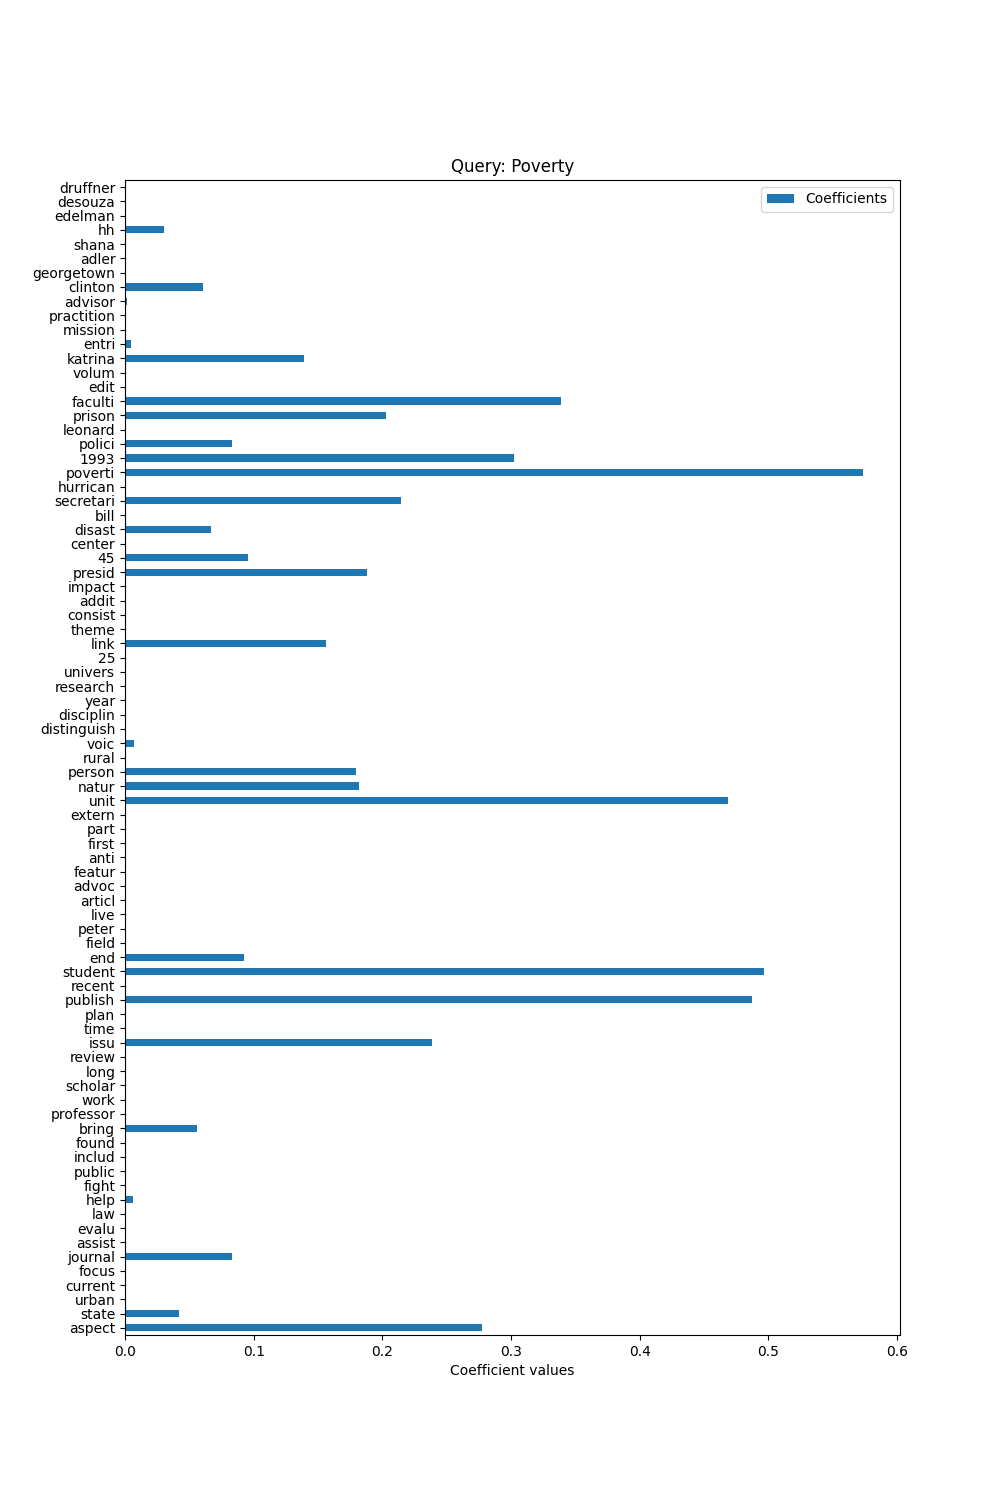 Query: Poverty
Coefficients
druffner
desouza
edelman
hh
shana
adler
georgetown
clinton
advisor
practition
mission
entri
katrina
volum
edit
faculti
prison
leonard
polici
1993
poverti
hurrican
secretari
bill
disast
center
45
presid
impact
addit
consist
theme
link
25
univers
research
year
disciplin
distinguish
voic
rural
person
natur
unit
extern
part
first
anti
featur
advoc
articl
live
peter
field
end
student
recent
publish
plan
time
issu
review
long
scholar
work
professor
bring
found
includ
public
fight
help
law
evalu
assist
journal
focus
current
urban
state
aspect
0.0 0.1 0.2 0.3 0.4 0.5 0.6
Coefficient values